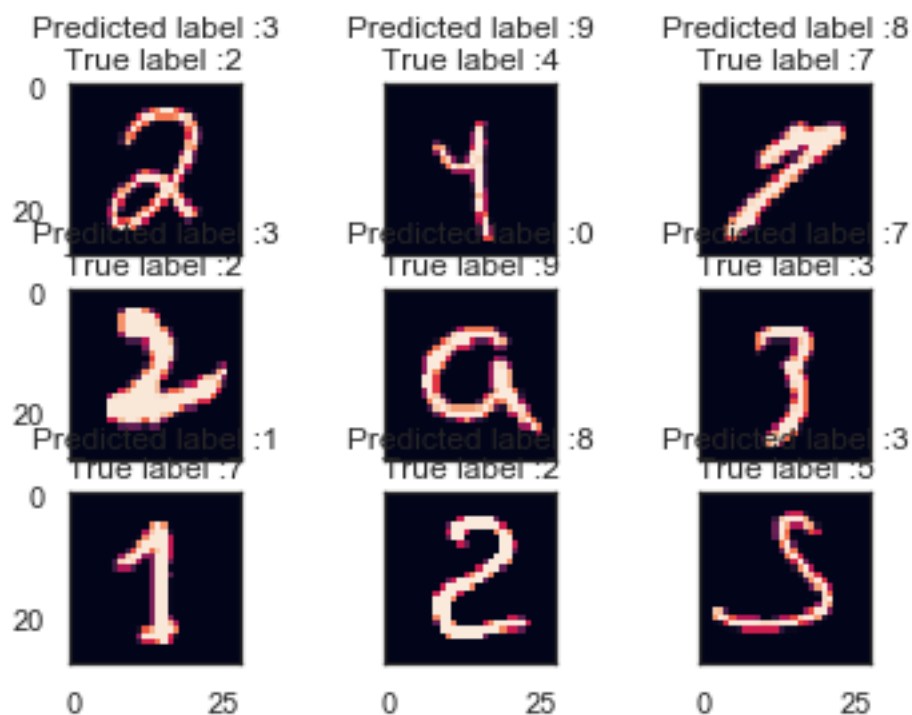 Predicted label :3 Predicted label :9 Predicted label :8
True label :2 True label :4 True label :7
0
20
Predicted label :3 Predicted label :0 Predicted label :7
True label :2 True label :9 True label :3
0
20
Predicted label :1 Predicted label :8 Predicted label :3
True label :7 True label :2 True label :5
0
20
0 25 0 25 0 25